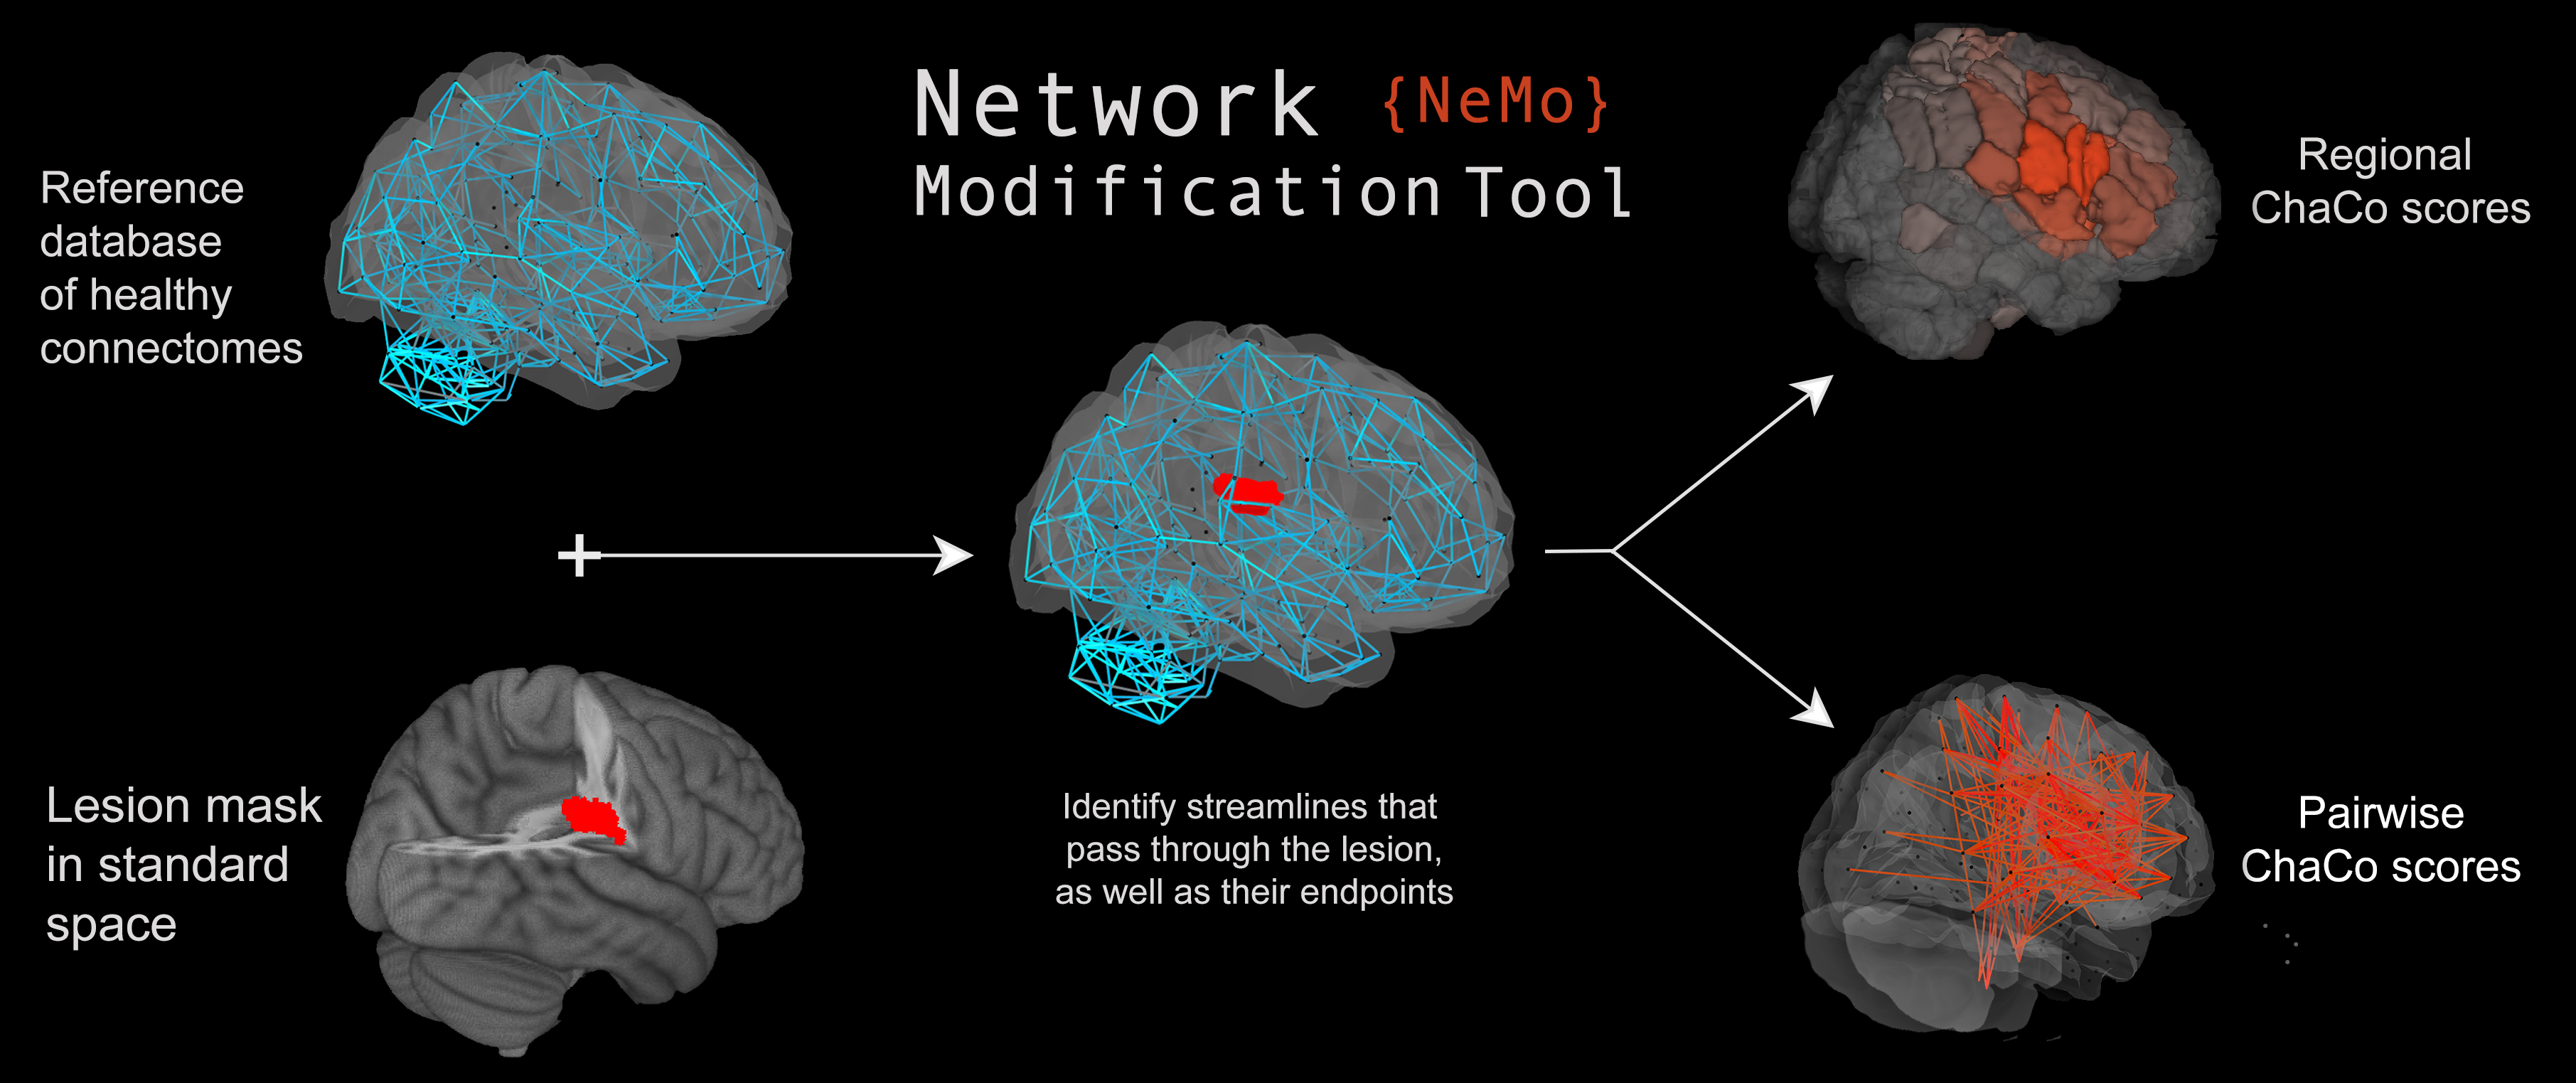 Network {NeMo}
Modification Tool
Reference
database
of healthy
connectomes
Lesion mask
in standard
space
+
Identify streamlines that
pass through the lesion,
as well as their endpoints
Regional
ChaCo scores
Pairwise
ChaCo scores